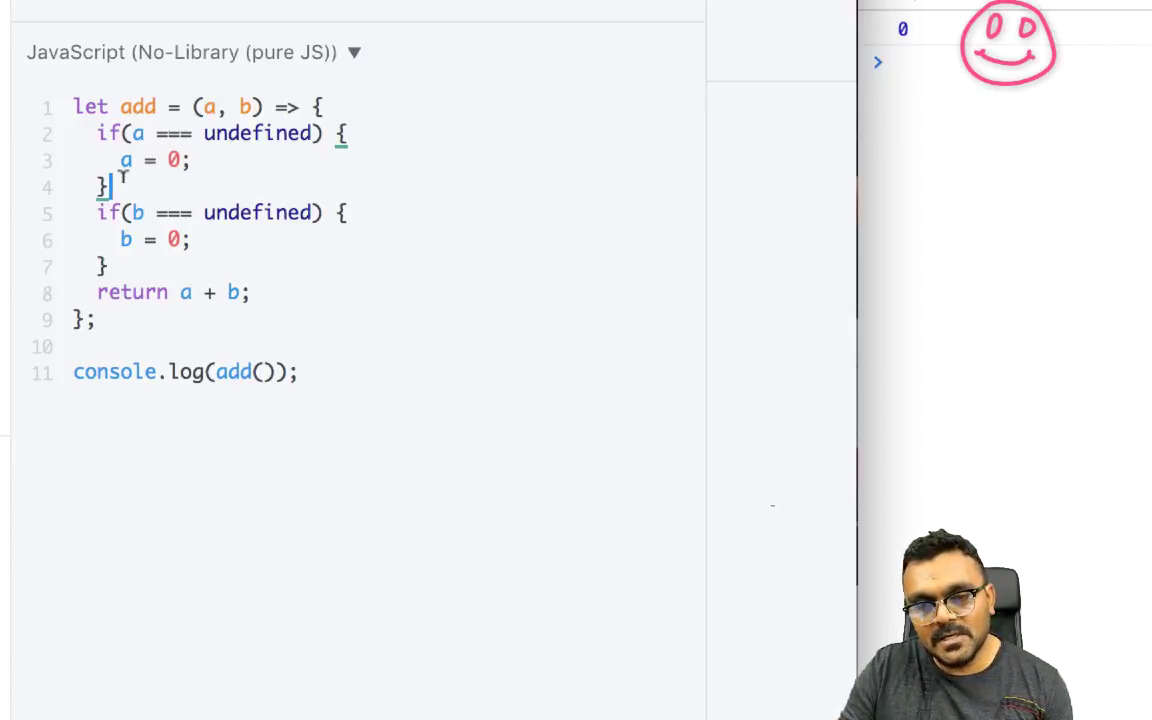 JavaScript (No-Library (pure JS)) ▼
1 let add = (a, b) => {
2 if(a === undefined) {
3 a = 0;
4 }
5 if(b === undefined) {
6 b = 0;
7 }
8 return a + b;
9 };
10
11 console.log(add());
0
>